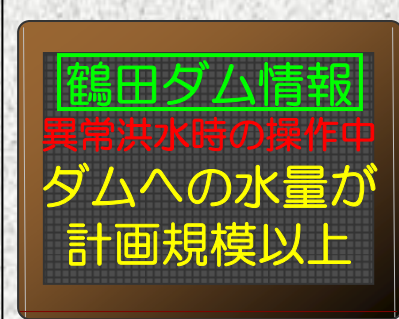 鶴田ダム情報
異常洪水時の操作中
ダムへの水量が
計画規模以上